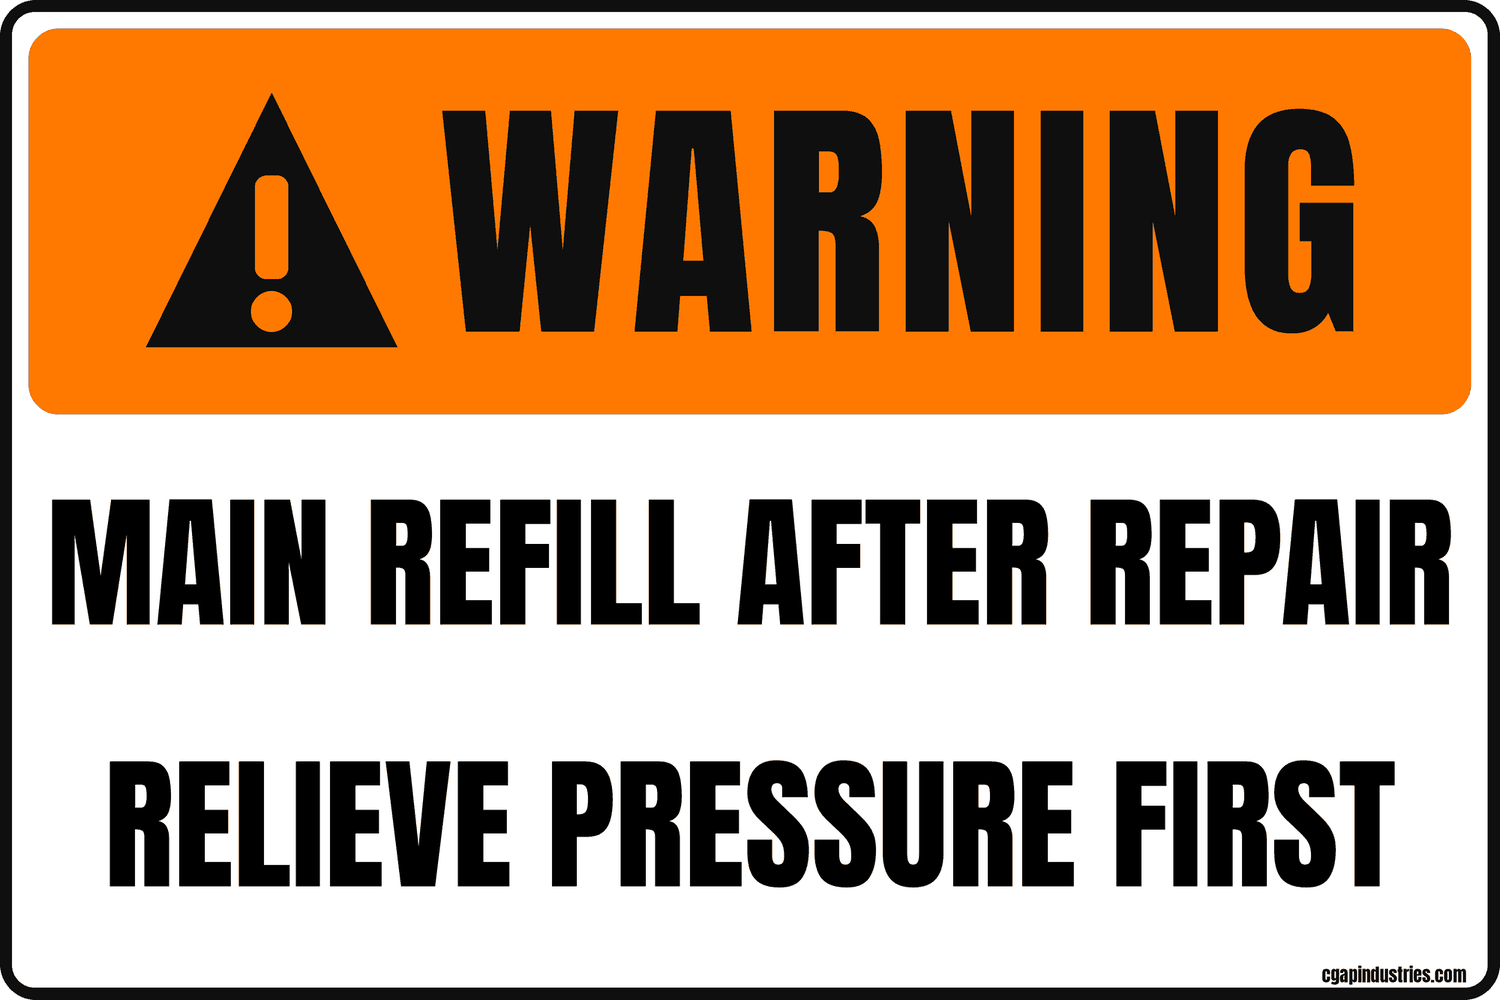 WARNING
MAIN REFILL AFTER REPAIR
RELIEVE PRESSURE FIRST
cgapindustries.com